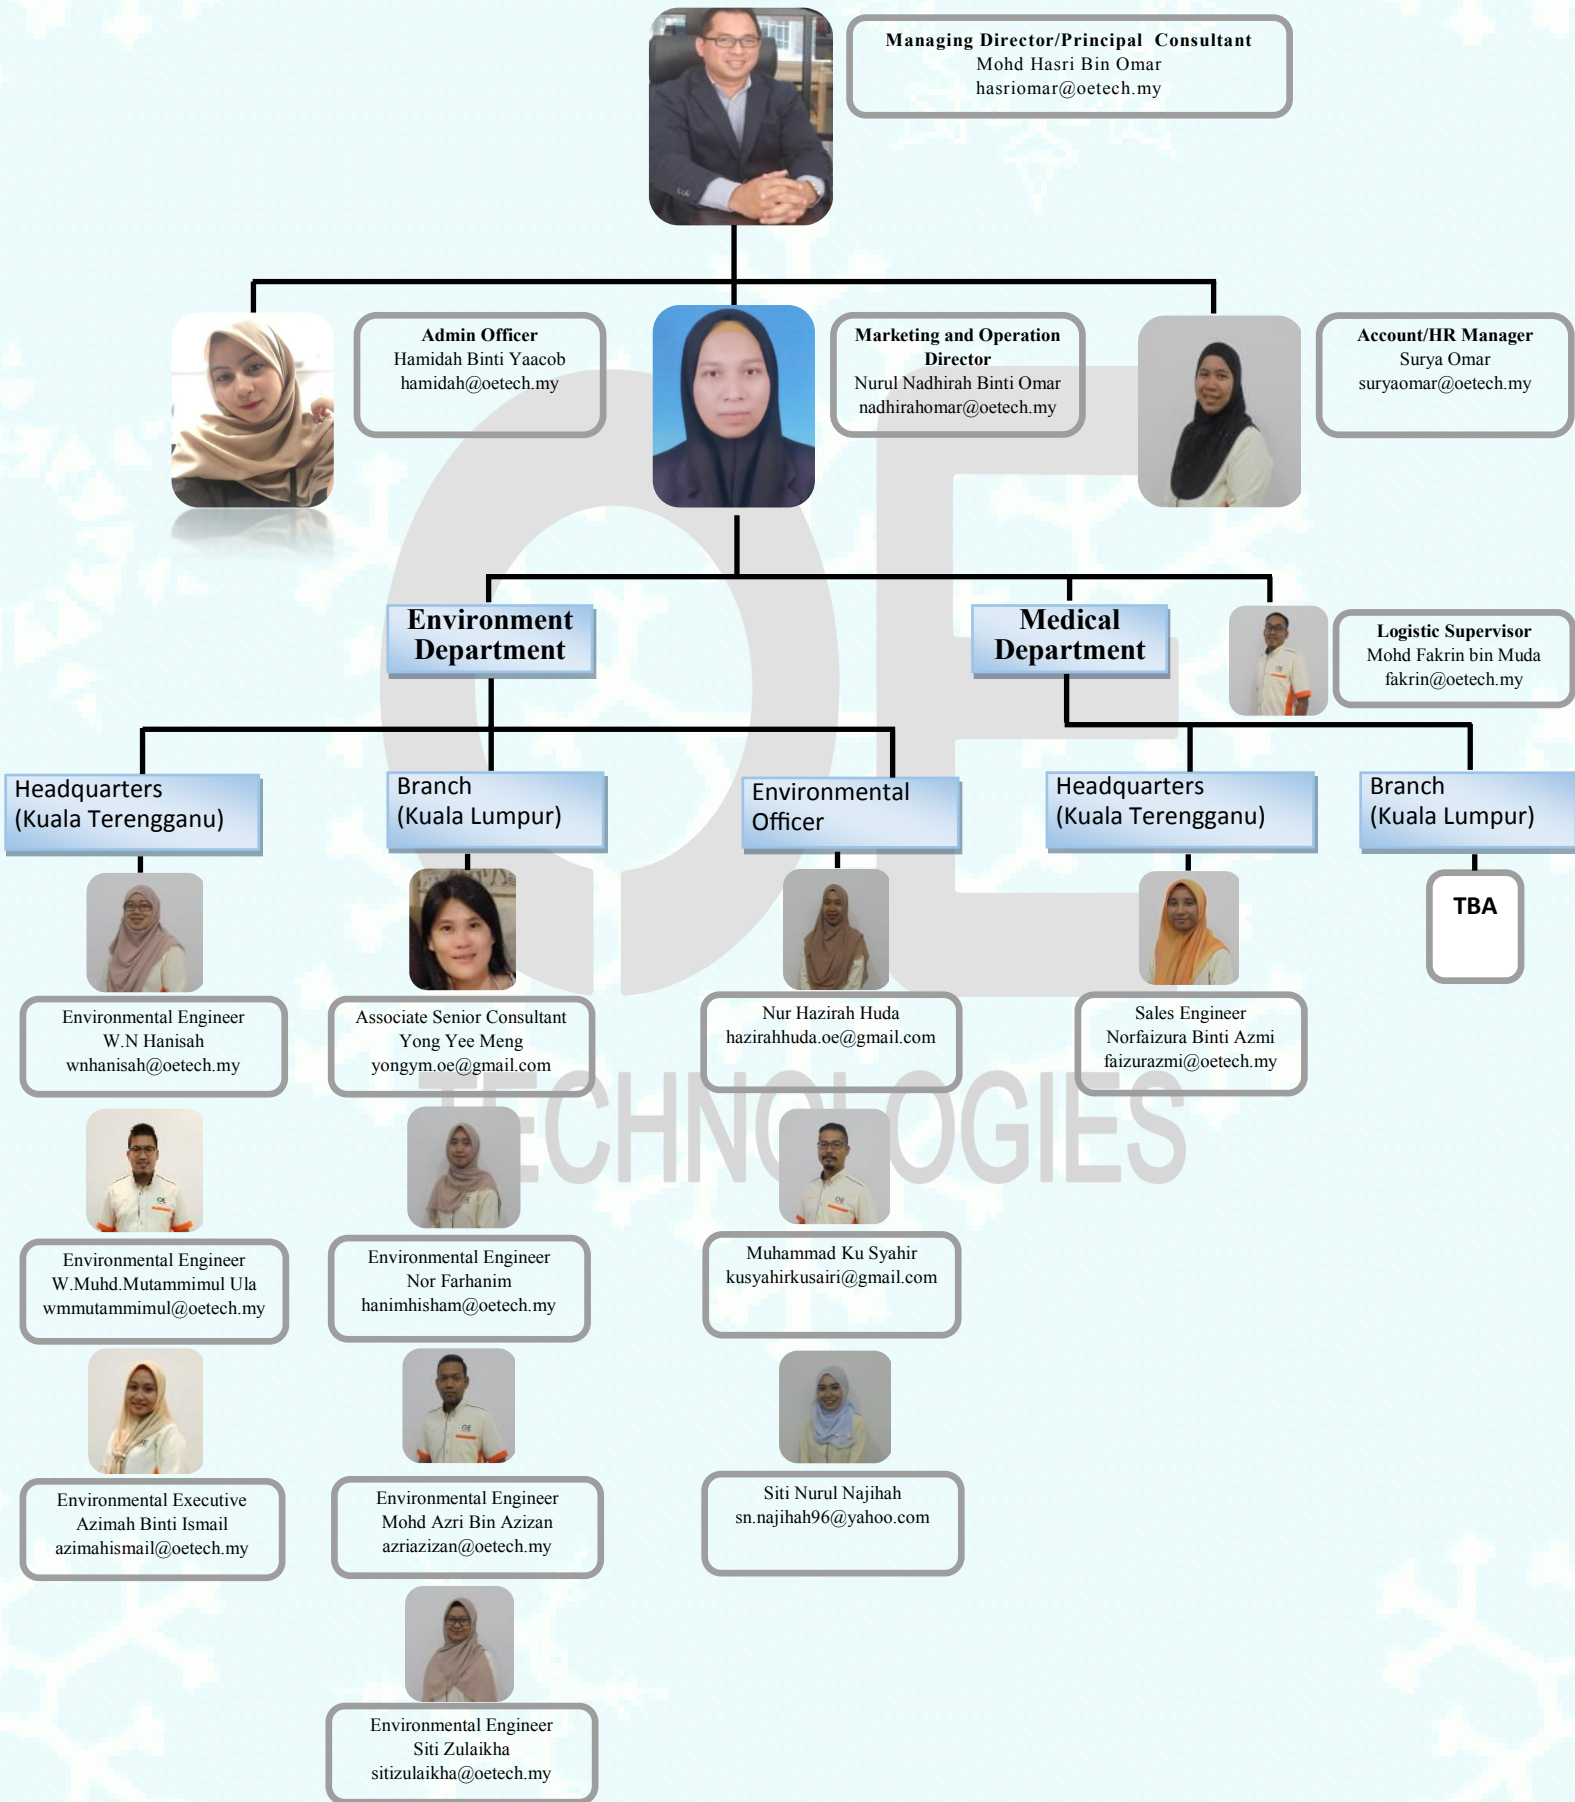 Managing Director/Principal Consultant
Mohd Hasri Bin Omar
hasriomar@oetech.my
Admin Officer
Hamidah Binti Yaacob
hamidah@oetech.my
Marketing and Operation
Director
Nurul Nadhirah Binti Omar
nadhirahomar@oetech.my
Account/HR Manager
Surya Omar
suryaomar@oetech.my
Environment
Department
Medical
Department
Logistic Supervisor
Mohd Fakrin bin Muda
fakrin@oetech.my
Headquarters
(Kuala Terengganu)
Branch
(Kuala Lumpur)
Environmental
Officer
Headquarters
(Kuala Terengganu)
Branch
(Kuala Lumpur)
Environmental Engineer
W.N Hanisah
wnhanisah@oetech.my
Associate Senior Consultant
Yong Yee Meng
yongym.oe@gmail.com
Nur Hazirah Huda
hazirahhuda.oe@gmail.com
Sales Engineer
Norfaizura Binti Azmi
faizurazmi@oetech.my
TBA
Environmental Engineer
W.Muhd.Mutammimul Ula
wmmutammimul@oetech.my
Environmental Engineer
Nor Farhanim
hanimhisham@oetech.my
Muhammad Ku Syahir
kusyahirkusairi@gmail.com
Environmental Executive
Azimah Binti Ismail
azimahismail@oetech.my
Environmental Engineer
Mohd Azri Bin Azizan
azriazizan@oetech.my
Siti Nurul Najihah
sn.najihah96@yahoo.com
Environmental Engineer
Siti Zulaikha
sitizulaikha@oetech.my
OE
TECHNOLOGIES